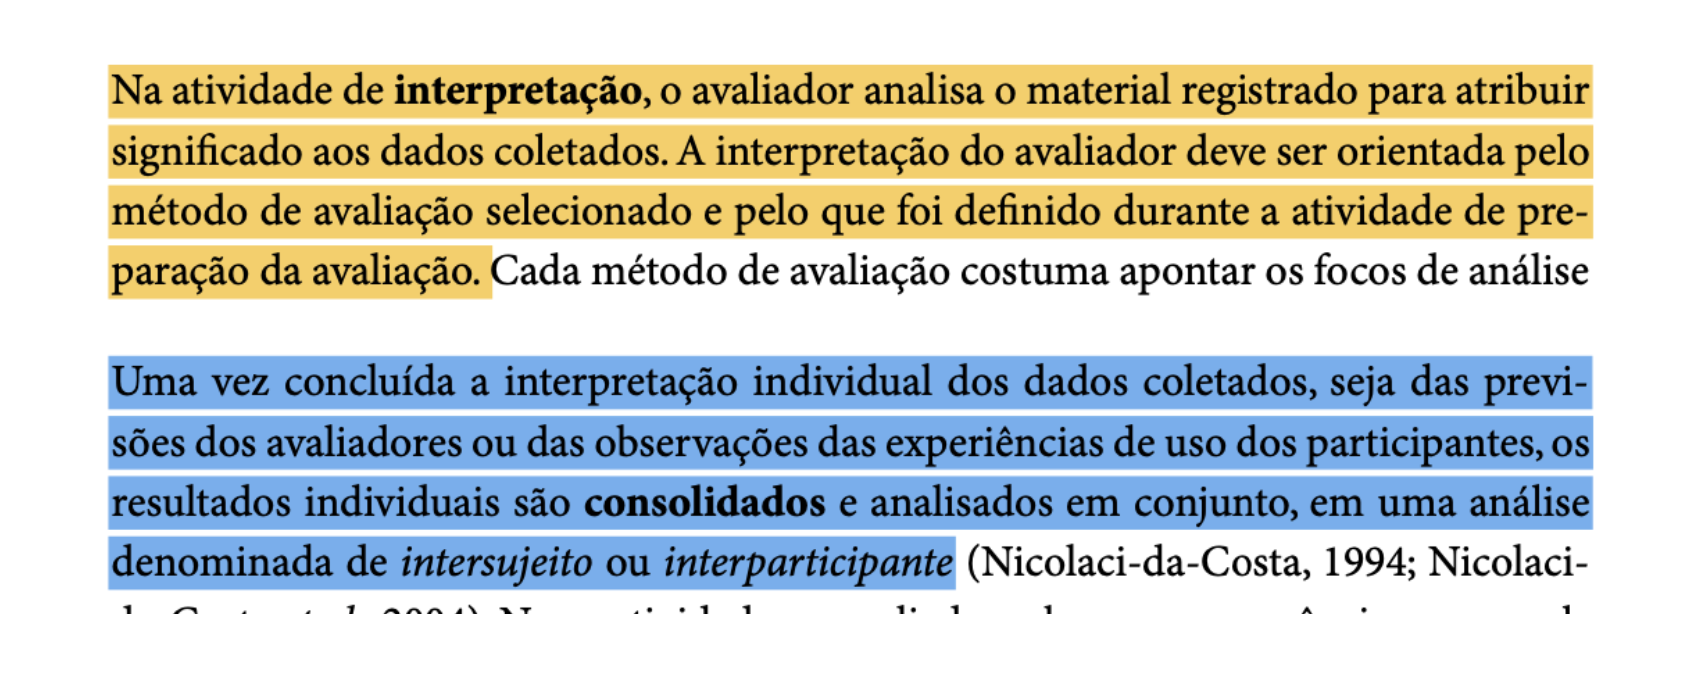 Na atividade de interpretação, o avaliador analisa o material registrado para atribuir
significado aos dados coletados. A interpretação do avaliador deve ser orientada pelo
método de avaliação selecionado e pelo que foi definido durante a atividade de pre-
paração da avaliação. Cada método de avaliação costuma apontar os focos de análise
Uma vez concluída a interpretação individual dos dados coletados, seja das previ-
sões dos avaliadores ou das observações das experiências de uso dos participantes, os
resultados individuais são consolidados e analisados em conjunto, em uma análise
denominada de intersujeito ou interparticipante (Nicolaci-da-Costa, 1994; Nicolaci-